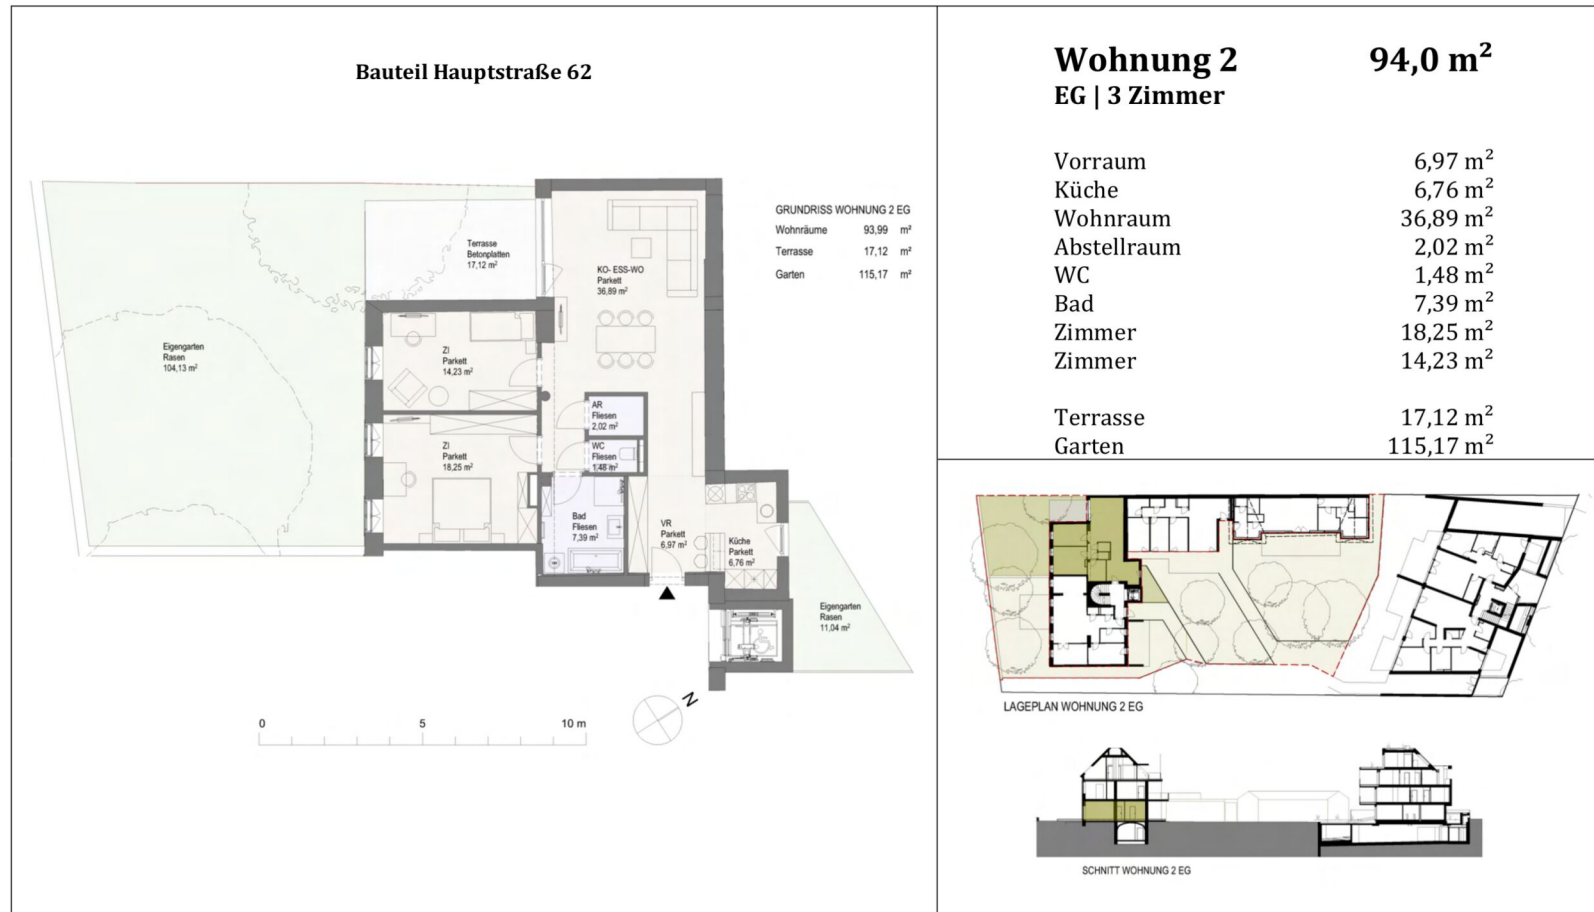 Bauteil Hauptstraße 62
GRUNDRISS WOHNUNG 2 EG
Wohnräume 93,99 m²
Terrasse 17,12 m²
Garten 115,17 m²
Terrasse
Betonplatten
17,12 m²
KO- ESS-WO
Parkett
36,89 m²
Eigengarten
Rasen
104,13 m²
ZI
Parkett
14,23 m²
AR
Fliesen
2,02 m²
ZI
Parkett
18,25 m²
WC
Fliesen
1,48 m²
Bad
Fliesen
7,39 m²
VR
Parkett
6,97 m²
Küche
Parkett
6,76 m²
Eigengarten
Rasen
11,04 m²
N
0 5 10 m
Wohnung 2 94,0 m²
EG | 3 Zimmer
Vorraum 6,97 m²
Küche 6,76 m²
Wohnraum 36,89 m²
Abstellraum 2,02 m²
WC 1,48 m²
Bad 7,39 m²
Zimmer 18,25 m²
Zimmer 14,23 m²
Terrasse 17,12 m²
Garten 115,17 m²
LAGEPLAN WOHNUNG 2 EG
SCHNITT WOHNUNG 2 EG